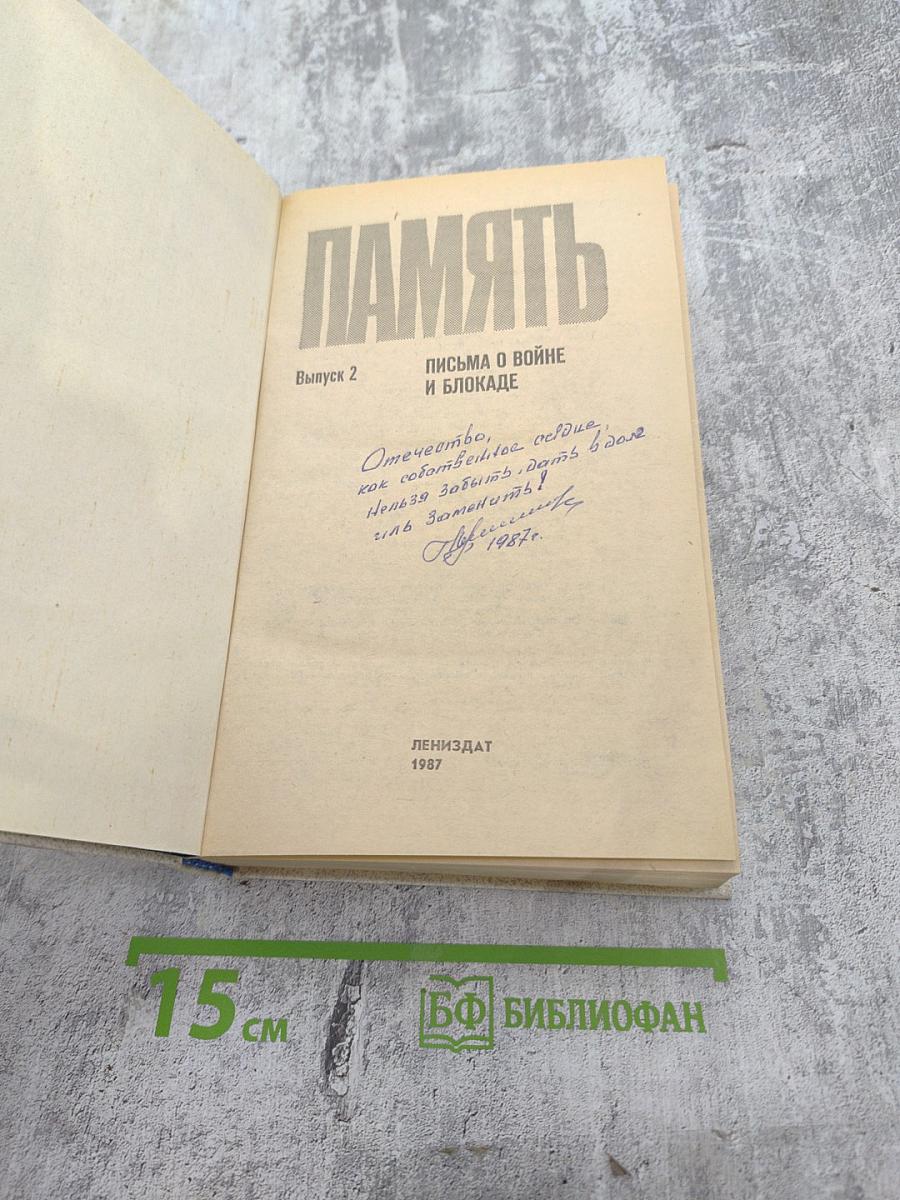 ПАМЯТЬ
Выпуск 2
ПИСЬМА О ВОЙНЕ
И БЛОКАДЕ
Отечество,
как собственное сердце,
нельзя забыть, дать в долг
иль заменить!
1987г.
ЛЕНИЗДАТ
1987
15 см
БФ БИБЛИОФАН